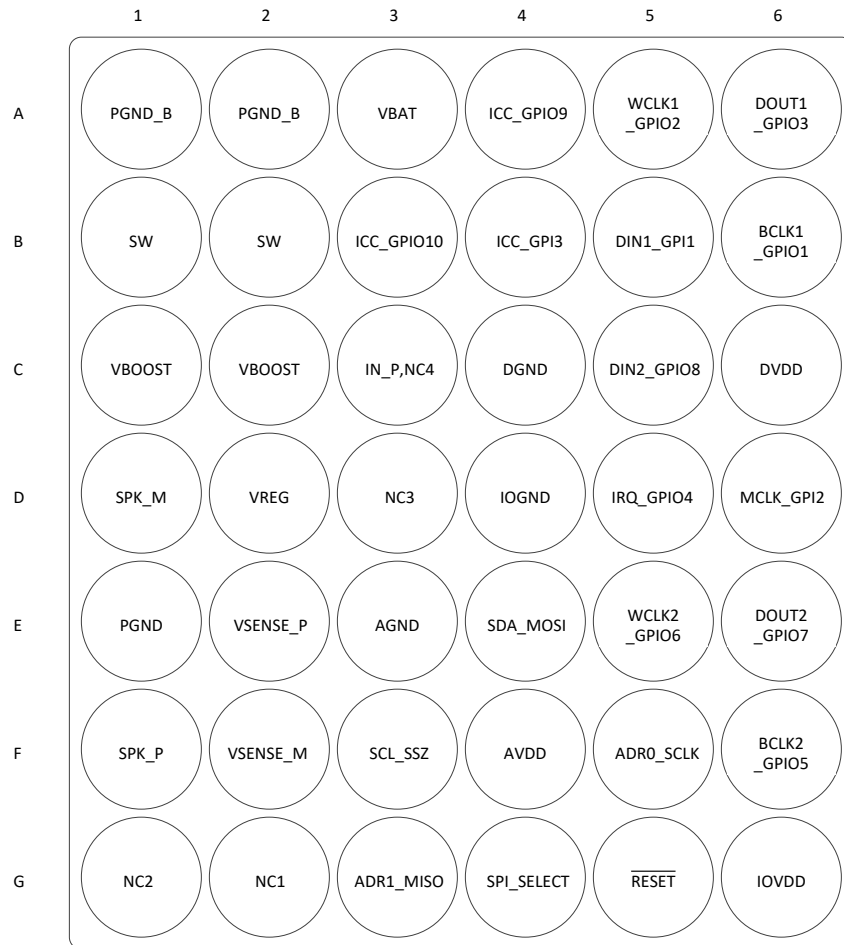 1 2 3 4 5 6
A PGND_B PGND_B VBAT ICC_GPIO9 WCLK1 _GPIO2 DOUT1 _GPIO3
B SW SW ICC_GPIO10 ICC_GPI3 DIN1_GPI1 BCLK1 _GPIO1
C VBOOST VBOOST IN_P,NC4 DGND DIN2_GPIO8 DVDD
D SPK_M VREG NC3 IOGND IRQ_GPIO4 MCLK_GPI2
E PGND VSENSE_P AGND SDA_MOSI WCLK2 _GPIO6 DOUT2 _GPIO7
F SPK_P VSENSE_M SCL_SSZ AVDD ADR0_SCLK BCLK2 _GPIO5
G NC2 NC1 ADR1_MISO SPI_SELECT RESET IOVDD